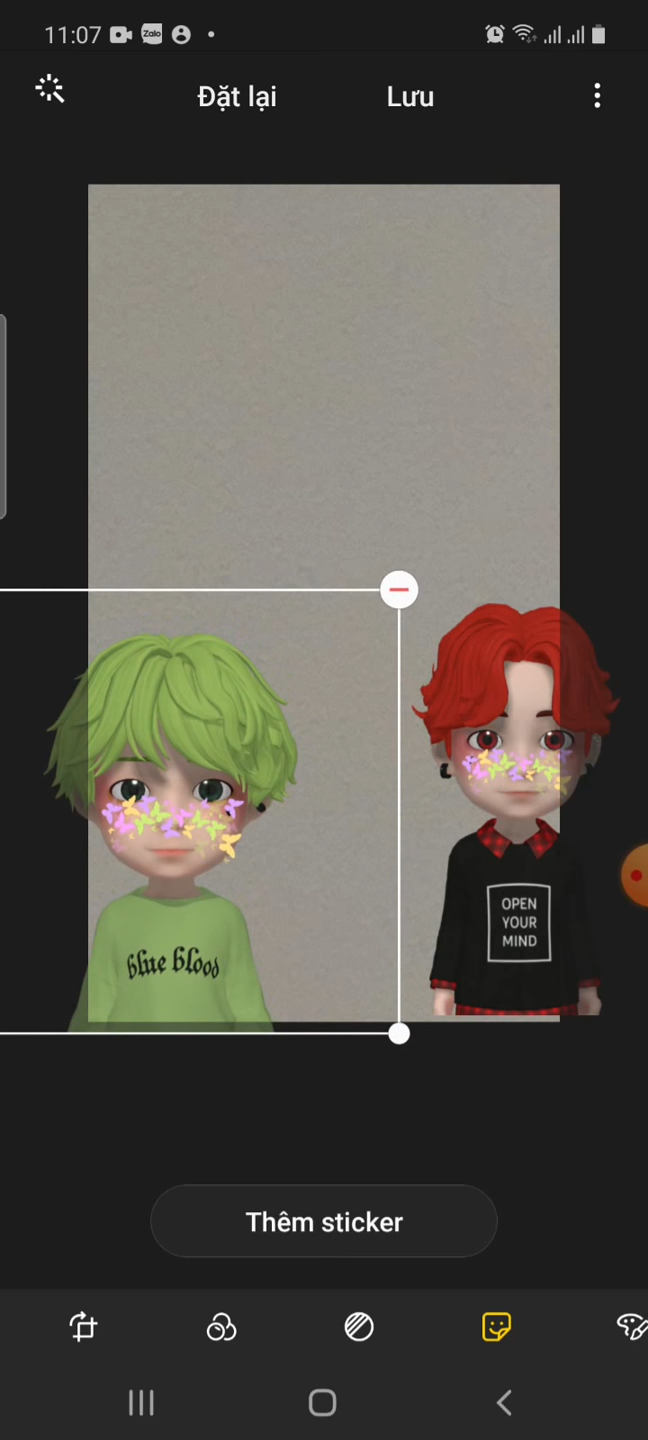 11:07 Zalo
Đặt lại Lưu
blue blood
OPEN
YOUR
MIND
Thêm sticker